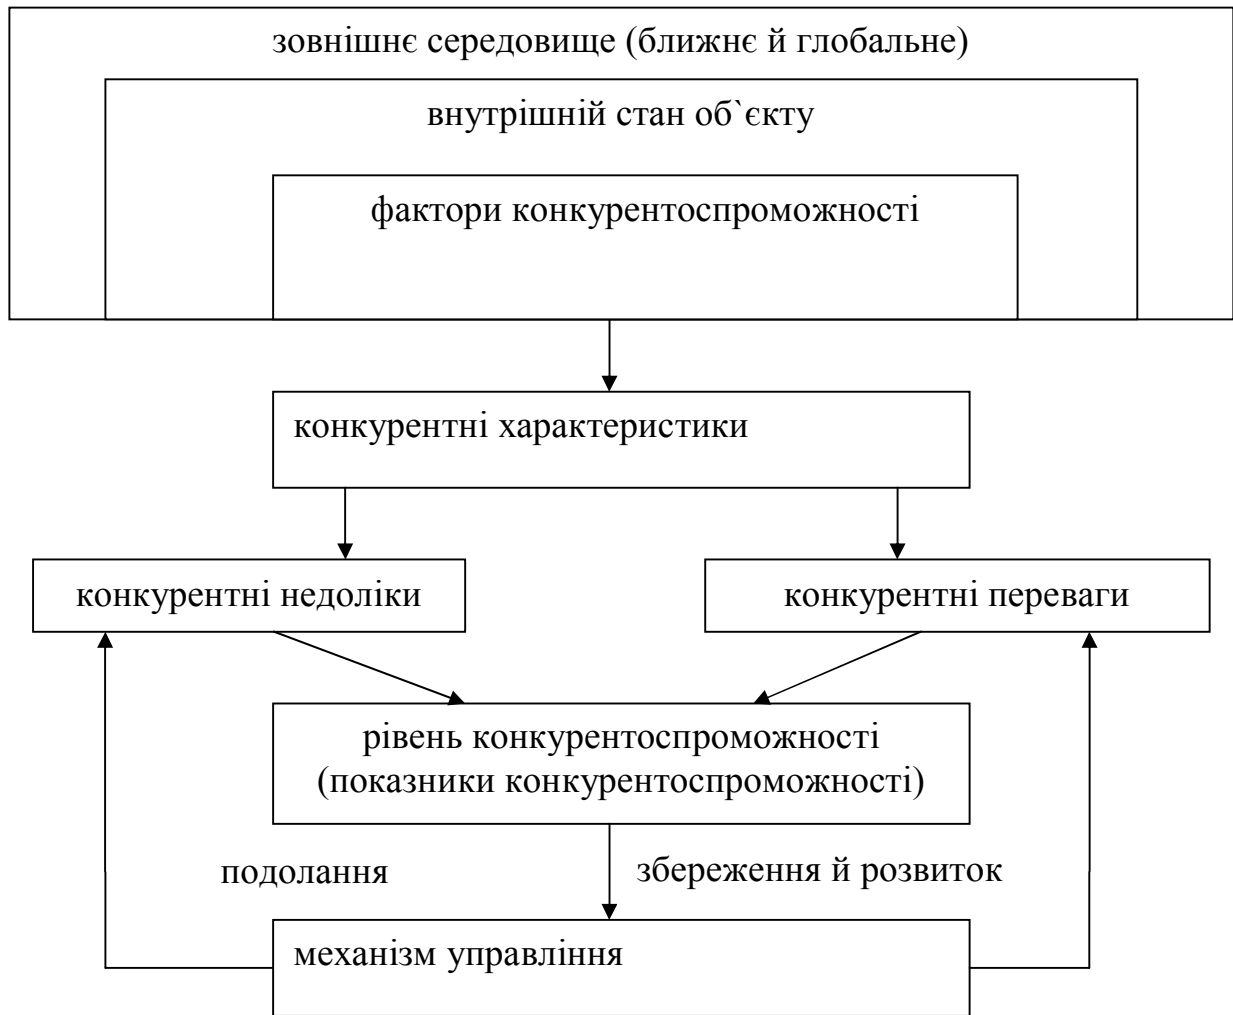 зовнішнє середовище (ближнє й глобальне)
внутрішній стан об`єкту
фактори конкурентоспроможності
конкурентні характеристики
конкурентні недоліки
конкурентні переваги
рівень конкурентоспроможності
(показники конкурентоспроможності)
подолання
збереження й розвиток
механізм управління